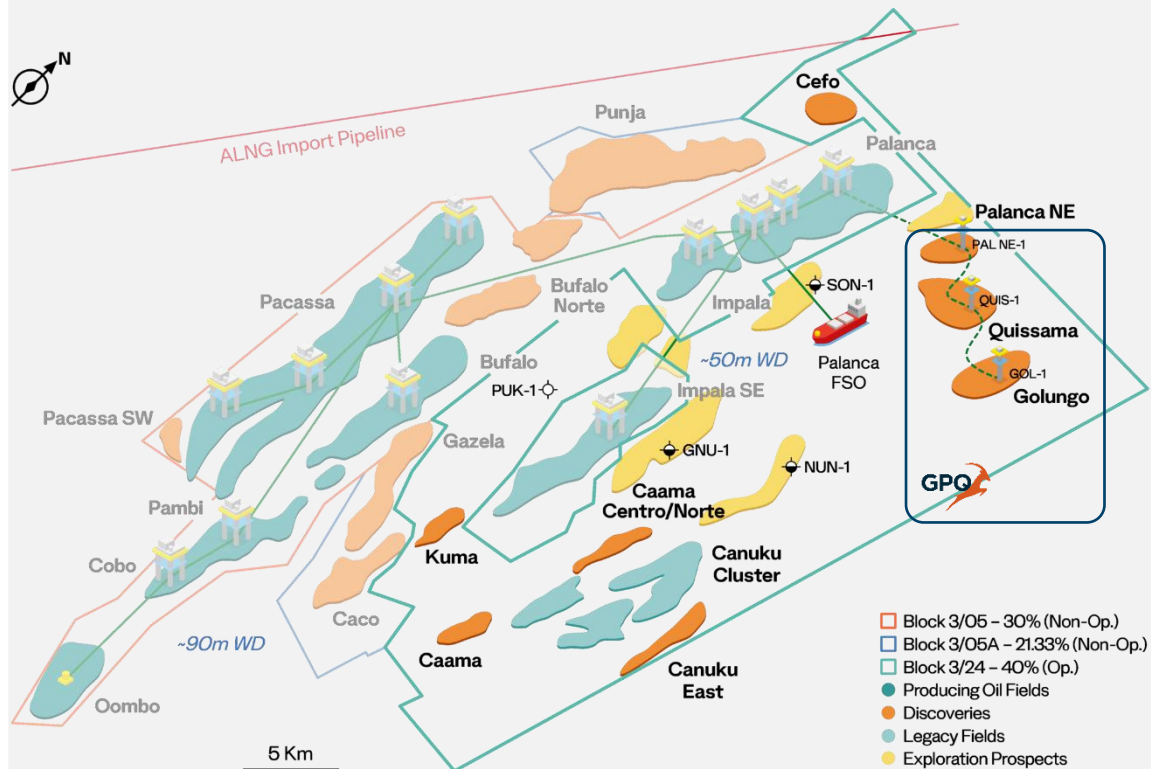 N
Cefo
Punja
ALNG Import Pipeline
Palanca
Palanca NE
PAL NE-1
Pacassa
Bufalo
Norte
Impala
SON-1
QUIS-1
Quissama
Palanca
FSO
~50m WD
Bufalo
PUK-1
Impala SE
GOL-1
Golungo
Pacassa SW
Gazela
GNU-1
NUN-1
GPQ
Caama
Centro/Norte
Pambi
Kuma
Canuku
Cluster
Cobo
Caco
~90m WD
Caama
Canuku
East
Oombo
5 Km
Block 3/05 – 30% (Non-Op.)
Block 3/05A – 21.33% (Non-Op.)
Block 3/24 – 40% (Op.)
Producing Oil Fields
Discoveries
Legacy Fields
Exploration Prospects